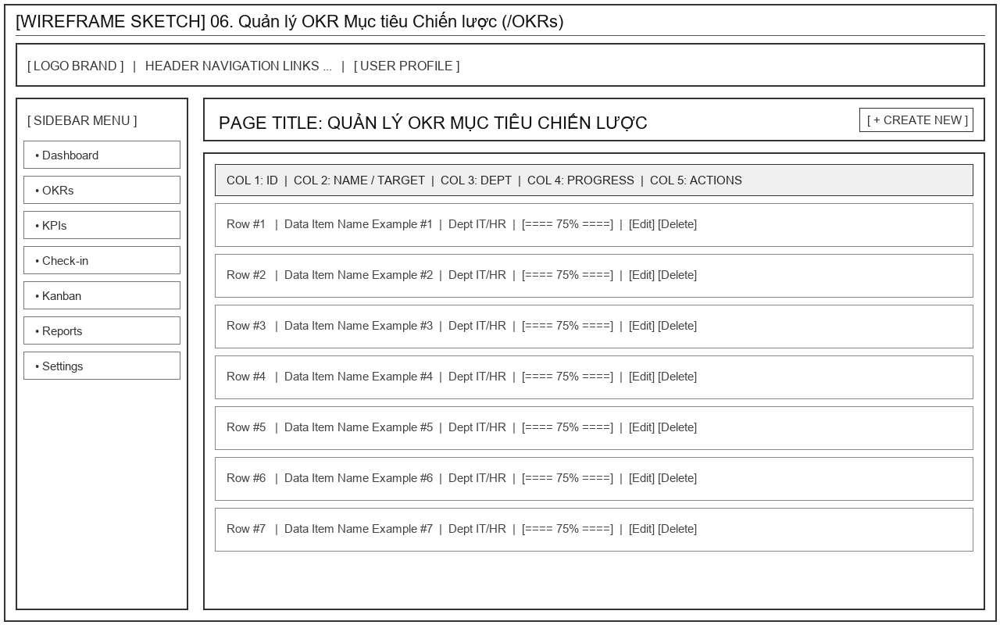 [WIREFRAME SKETCH] 06. Quản lý OKR Mục tiêu Chiến lược (/OKRs)
[ LOGO BRAND ] | HEADER NAVIGATION LINKS ... | [ USER PROFILE ]
[ SIDEBAR MENU ]
• Dashboard
• OKRs
• KPIs
• Check-in
• Kanban
• Reports
• Settings
PAGE TITLE: QUẢN LÝ OKR MỤC TIÊU CHIẾN LƯỢC
[ + CREATE NEW ]
COL 1: ID | COL 2: NAME / TARGET | COL 3: DEPT | COL 4: PROGRESS | COL 5: ACTIONS
Row #1 | Data Item Name Example #1 | Dept IT/HR | [==== 75% ====] | [Edit] [Delete]
Row #2 | Data Item Name Example #2 | Dept IT/HR | [==== 75% ====] | [Edit] [Delete]
Row #3 | Data Item Name Example #3 | Dept IT/HR | [==== 75% ====] | [Edit] [Delete]
Row #4 | Data Item Name Example #4 | Dept IT/HR | [==== 75% ====] | [Edit] [Delete]
Row #5 | Data Item Name Example #5 | Dept IT/HR | [==== 75% ====] | [Edit] [Delete]
Row #6 | Data Item Name Example #6 | Dept IT/HR | [==== 75% ====] | [Edit] [Delete]
Row #7 | Data Item Name Example #7 | Dept IT/HR | [==== 75% ====] | [Edit] [Delete]